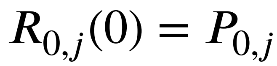 R_{0,j}(0) = P_{0,j}